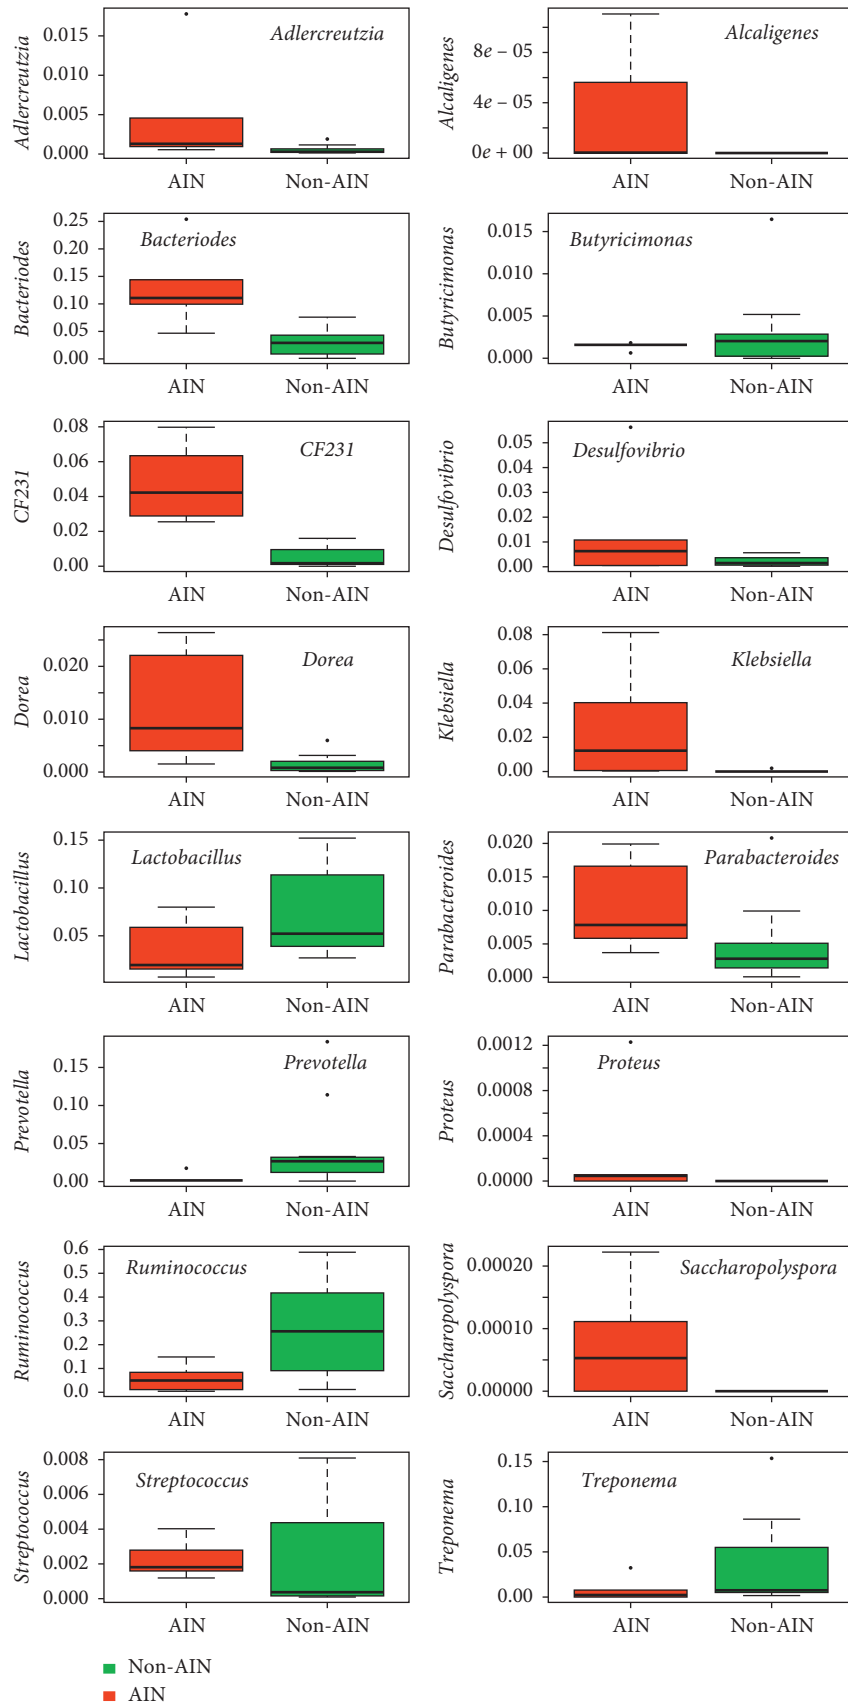 Adlercreutzia
Adlercreutzia
0.015
0.010
0.005
0.000
AIN
Non-AIN
Alcaligenes
Alcaligenes
8e – 05
4e – 05
0e + 00
AIN
Non-AIN
Bacteriodes
Bacteriodes
0.25
0.20
0.15
0.10
0.05
0.00
AIN
Non-AIN
Butyricimonas
Butyricimonas
0.015
0.010
0.005
0.000
AIN
Non-AIN
CF231
CF231
0.08
0.06
0.04
0.02
0.00
AIN
Non-AIN
Desulfovibrio
Desulfovibrio
0.05
0.04
0.03
0.02
0.01
0.00
AIN
Non-AIN
Dorea
Dorea
0.020
0.010
0.000
AIN
Non-AIN
Klebsiella
Klebsiella
0.08
0.06
0.04
0.02
0.00
AIN
Non-AIN
Lactobacillus
Lactobacillus
0.15
0.10
0.05
AIN
Non-AIN
Parabacteroides
Parabacteroides
0.020
0.015
0.010
0.005
0.000
AIN
Non-AIN
Prevotella
Prevotella
0.15
0.10
0.05
0.00
AIN
Non-AIN
Proteus
Proteus
0.0012
0.0008
0.0004
0.0000
AIN
Non-AIN
Ruminococcus
Ruminococcus
0.6
0.5
0.4
0.3
0.2
0.1
0.0
AIN
Non-AIN
Saccharopolyspora
Saccharopolyspora
0.00020
0.00010
0.00000
AIN
Non-AIN
Streptococcus
Streptococcus
0.008
0.006
0.004
0.002
0.000
AIN
Non-AIN
Treponema
Treponema
0.15
0.10
0.05
0.00
AIN
Non-AIN
Non-AIN
AIN